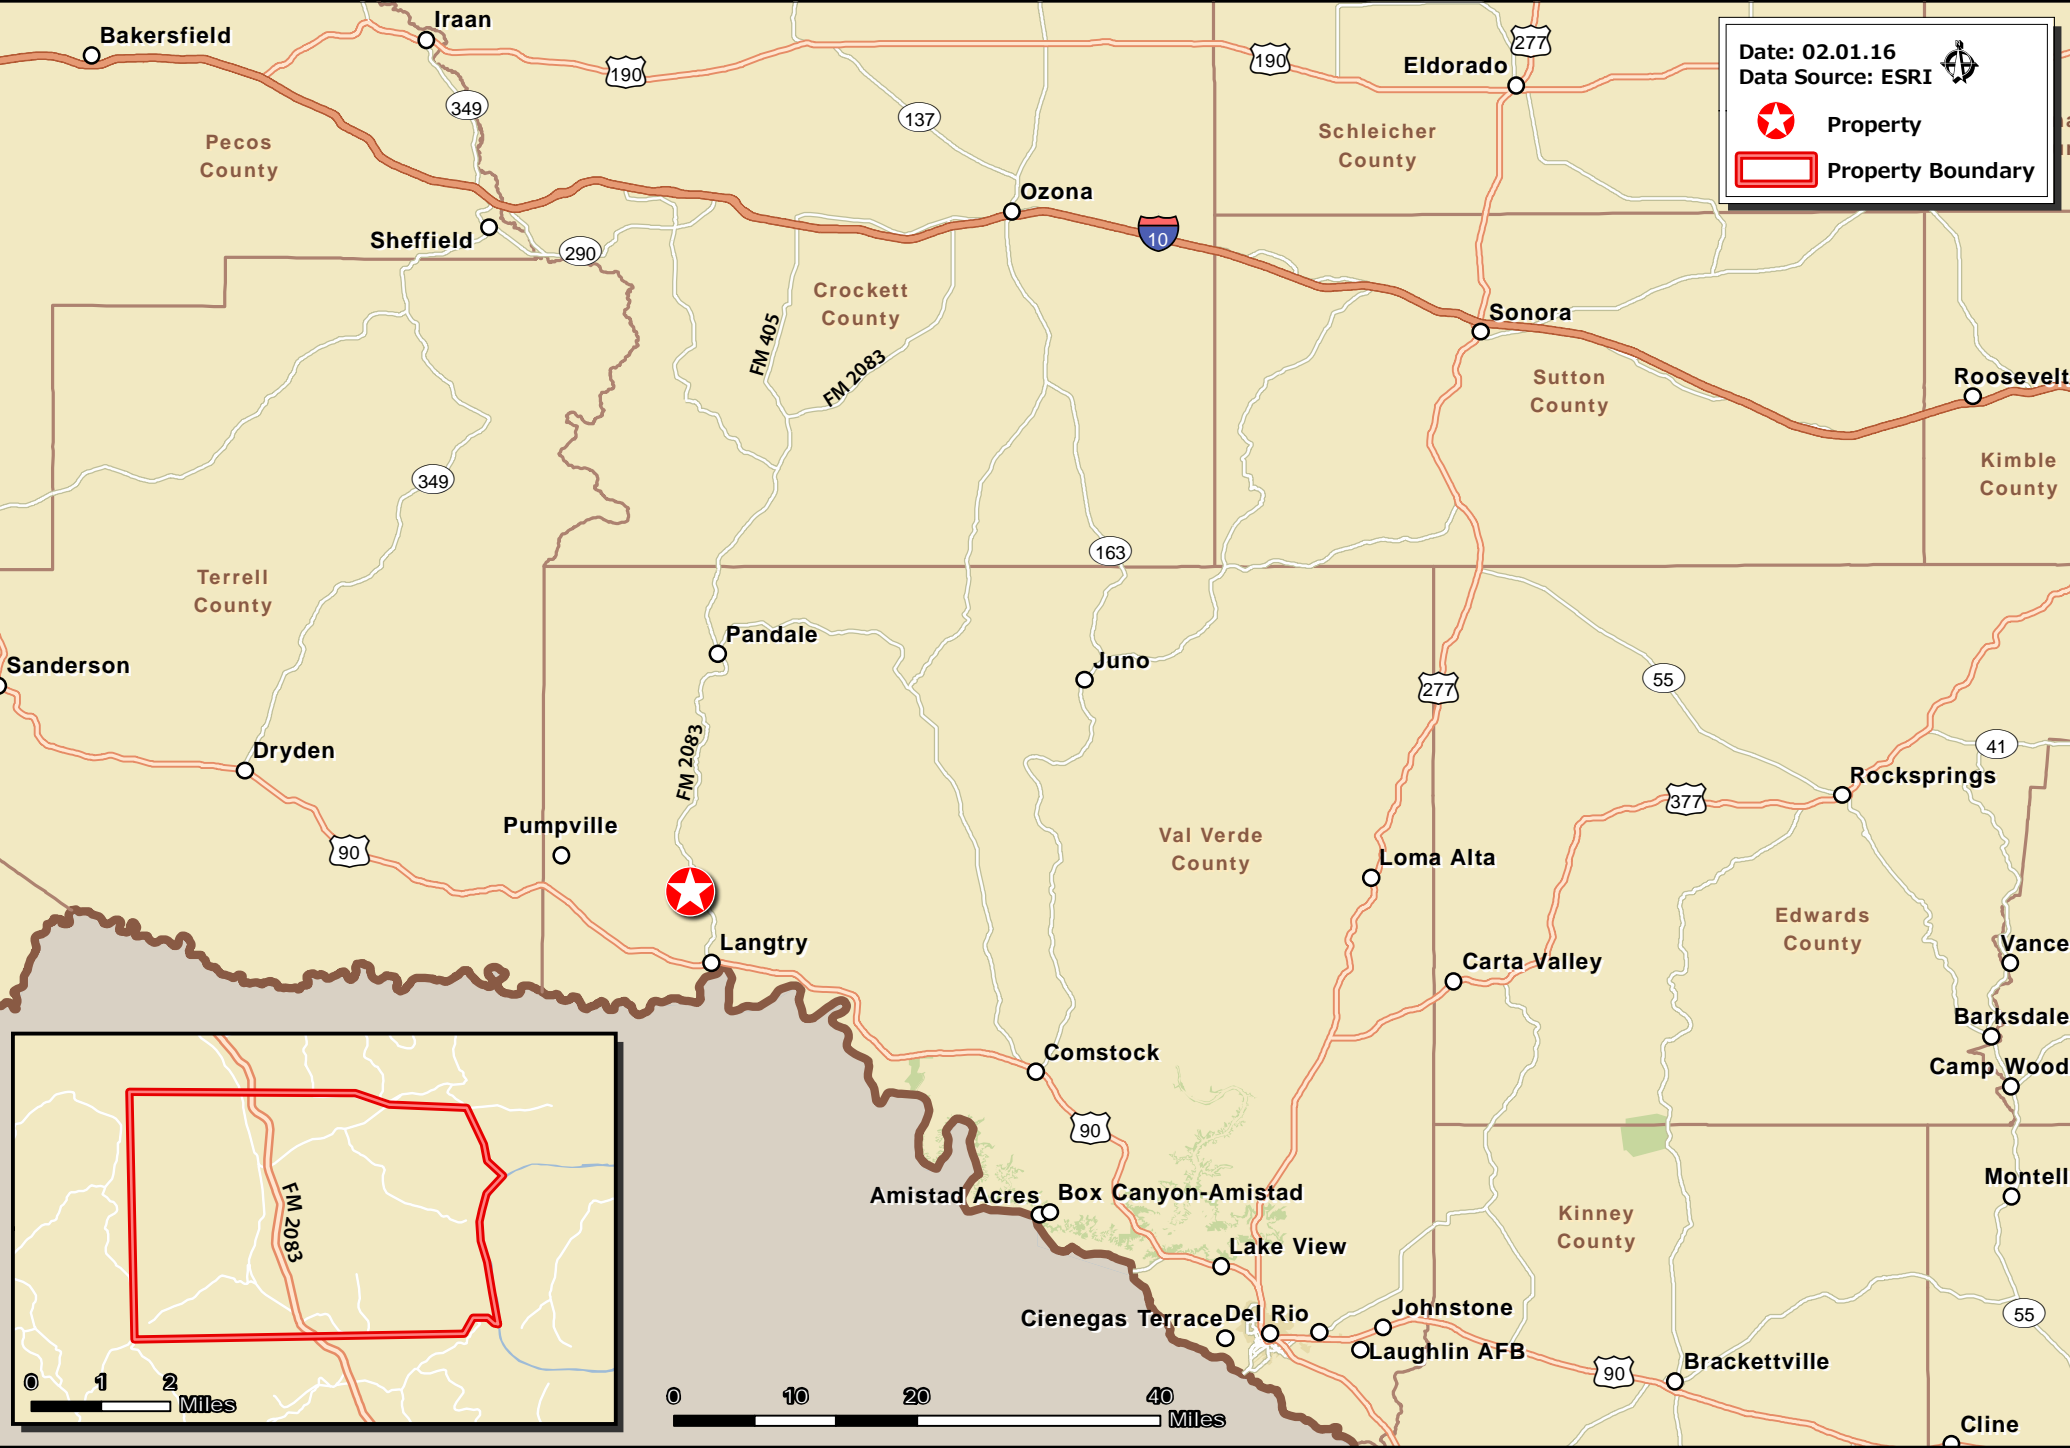 Bakersfield
Iraan
277
Date: 02.01.16
Data Source: ESRI
Property
Property Boundary
190
190
Eldorado
349
137
Pecos
County
Schleicher
County
Ozona
10
Sheffield
290
Crockett
County
FM 405
FM 2083
Sonora
Sutton
County
Roosevelt
Kimble
County
349
163
Terrell
County
Pandale
Juno
Sanderson
277
55
FM 2083
Dryden
41
Rocksprings
377
Pumpville
90
Val Verde
County
Loma Alta
Edwards
County
Langtry
Carta Valley
Vance
Barksdale
Comstock
Camp Wood
90
Amistad Acres
Box Canyon-Amistad
Montell
Kinney
County
FM 2083
Lake View
Cienegas Terrace
Del Rio
Johnstone
55
Laughlin AFB
90
Brackettville
0 1 2
Miles
0 10 20 40
Miles
Cline